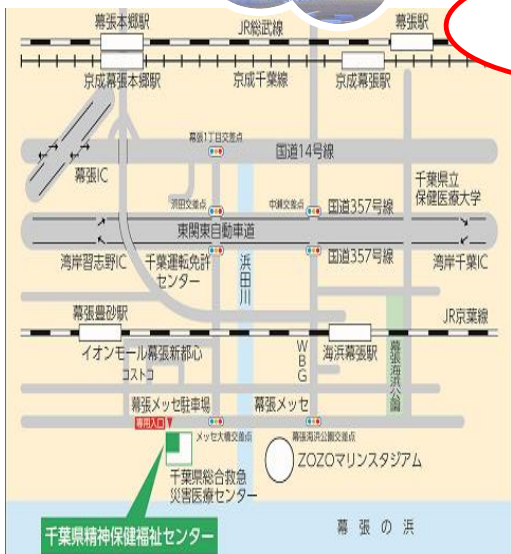 幕張本郷駅
JR総武線
幕張駅
京成幕張本郷駅
京成千葉線
京成幕張駅
幕張1丁目交差点
国道14号線
幕張IC
千葉県立
保健医療大学
浜田交差点
中瀬交差点
国道357号線
東関東自動車道
湾岸習志野IC
千葉運転免許
センター
浜田川
国道357号線
湾岸千葉IC
幕張豊砂駅
JR京葉線
イオンモール幕張新都心
コストコ
WBG
海浜幕張駅
幕張海浜公園
幕張メッセ駐車場
幕張メッセ
専用入口
メッセ大橋交差点
幕張海浜公園交差点
ZOZOマリンスタジアム
千葉県総合救急
災害医療センター
千葉県精神保健福祉センター
幕張の浜